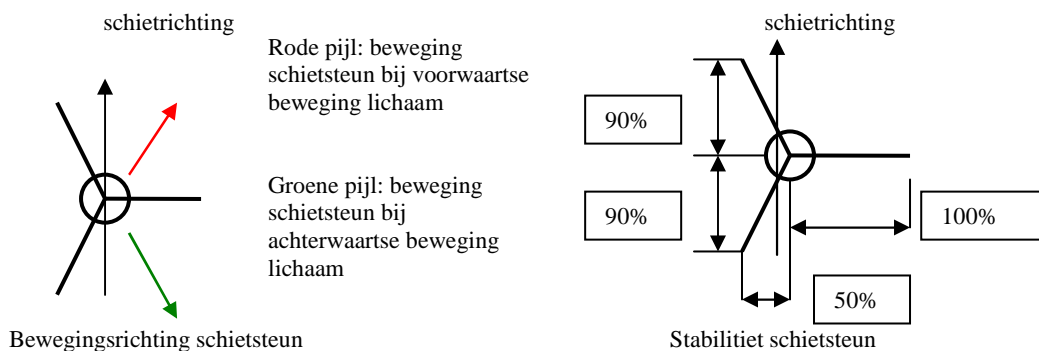 schietrichting
Rode pijl: beweging
schietsteun bij voorwaartse
beweging lichaam
Groene pijl: beweging
schietsteun bij
achterwaartse beweging
lichaam
Bewegingsrichting schietsteun
schietrichting
90%
90%
100%
50%
Stabilitiet schietsteun